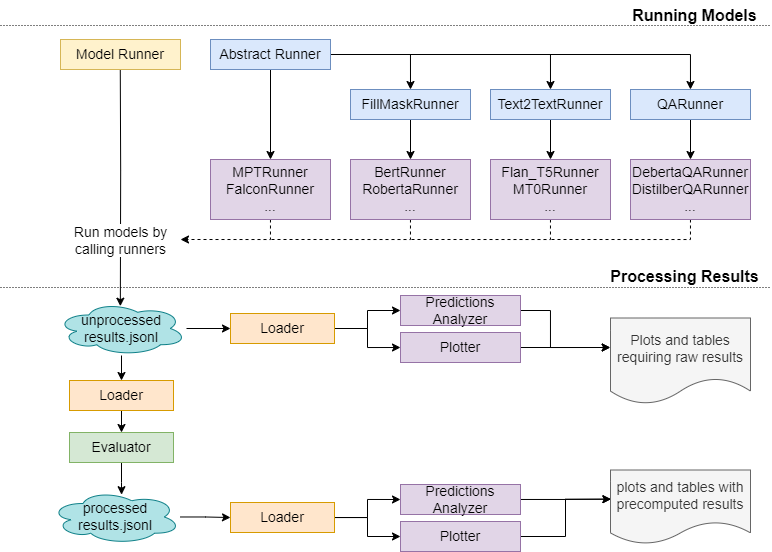 Running Models
Model Runner
Abstract Runner
FillMaskRunner
Text2TextRunner
QARunner
MPTRunner
FalconRunner
...
BertRunner
RobertaRunner
...
Flan_T5Runner
MT0Runner
...
DebertaQARunner
DistilberQARunner
...
Run models by
calling runners
Processing Results
unprocessed
results.jsonl
Loader
Predictions
Analyzer
Plotter
Plots and tables
requiring raw results
Loader
Evaluator
processed
results.jsonl
Loader
Predictions
Analyzer
Plotter
plots and tables with
precomputed results